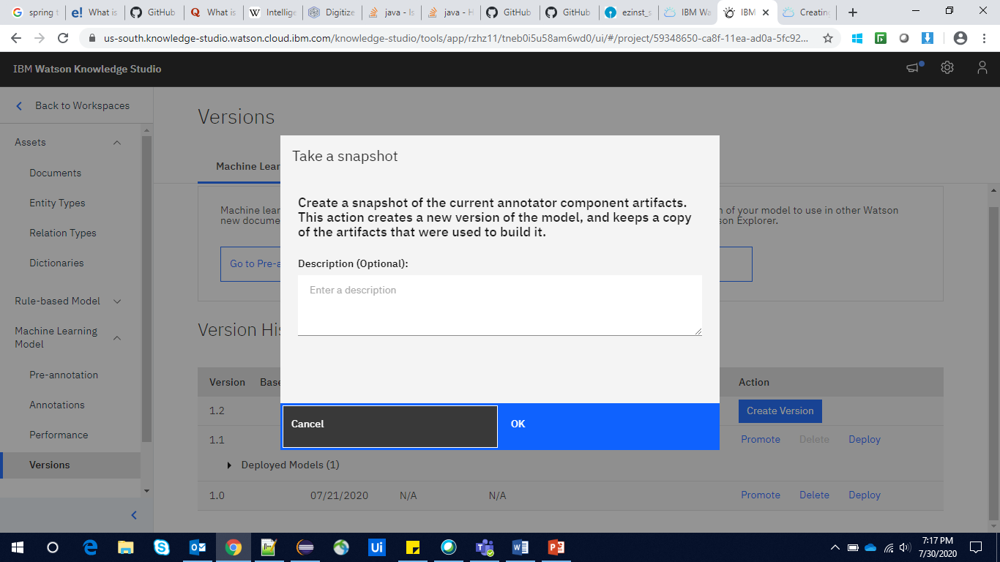 spring t
What is
GitHub
What is
Intellige
Digitize
java - Is
java - H
GitHub
GitHub
ezinst_s
IBM Wa
IBM
Creating
us-south.knowledge-studio.watson.cloud.ibm.com/knowledge-studio/tools/app/rzhz11/tneb0i5u58am6wd0/ui/#/project/59348650-ca8f-11ea-ad0a-5fc92...
IBM Watson Knowledge Studio
Back to Workspaces
Assets
Documents
Entity Types
Relation Types
Dictionaries
Rule-based Model
Machine Learning
Model
Pre-annotation
Annotations
Performance
Versions
Versions
Machine Lear
Machine lear
n of your model to use in other Watson
new docume
son Explorer.
Go to Pre-a
Take a snapshot
Create a snapshot of the current annotator component artifacts.
This action creates a new version of the model, and keeps a copy
of the artifacts that were used to build it.
Description (Optional):
Enter a description
Cancel
OK
Version His
Version Base Action
1.2 Create Version
1.1 Promote Delete Deploy
Deployed Models (1)
1.0 07/21/2020 N/A N/A Promote Delete Deploy
7:17 PM
7/30/2020